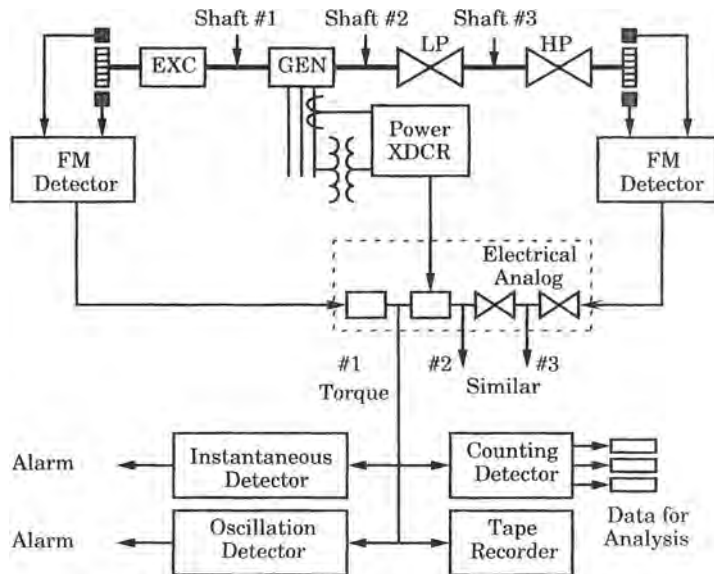 Shaft #1 Shaft #2 Shaft #3
LP HP
EXC GEN
Power
XDCR
FM
Detector
FM
Detector
Electrical
Analog
#1 #2 #3
Torque Similar
Alarm
Instantaneous
Detector
Counting
Detector
Alarm
Oscillation
Detector
Tape
Recorder
Data for
Analysis